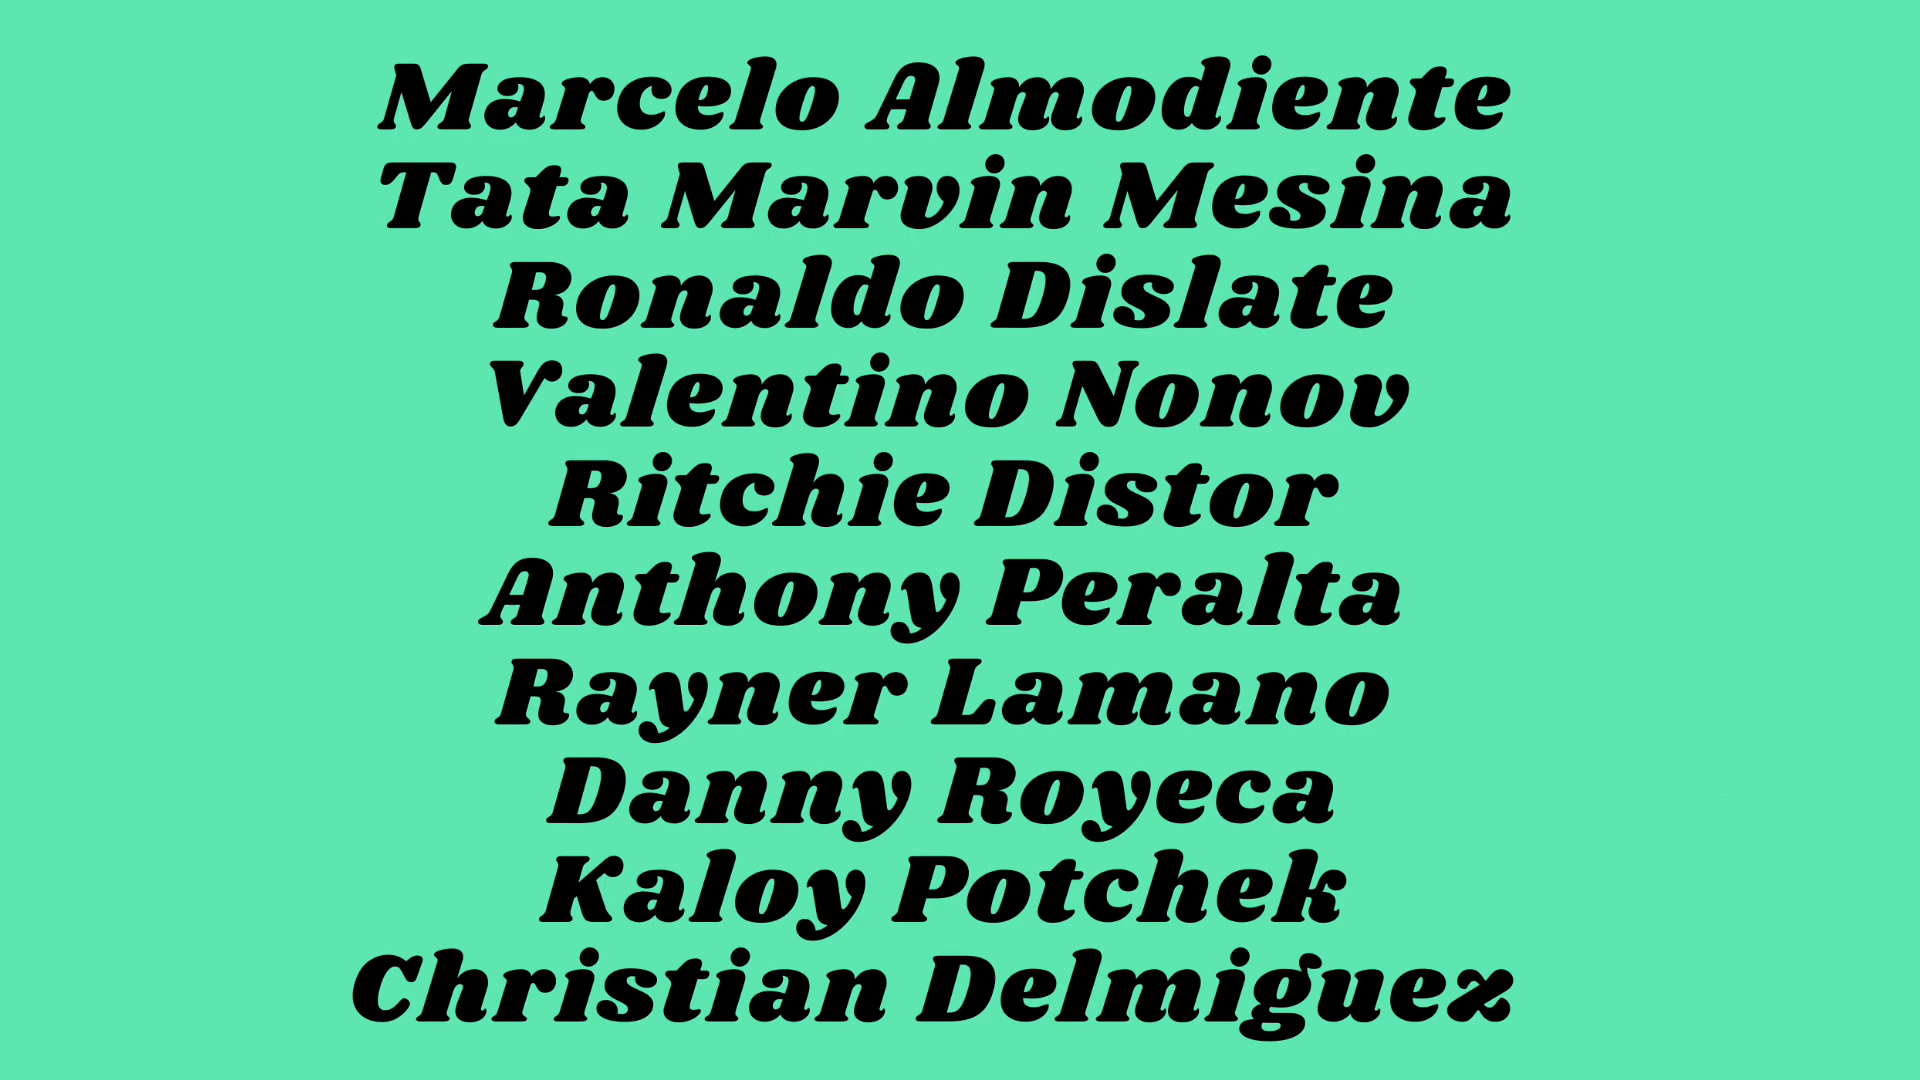 Marcelo Almodiente
Tata Marvin Mesina
Ronaldo Dislate
Valentino Nonov
Ritchie Distor
Anthony Peralta
Rayner Lamano
Danny Royeca
Kaloy Potchek
Christian Delmiguez